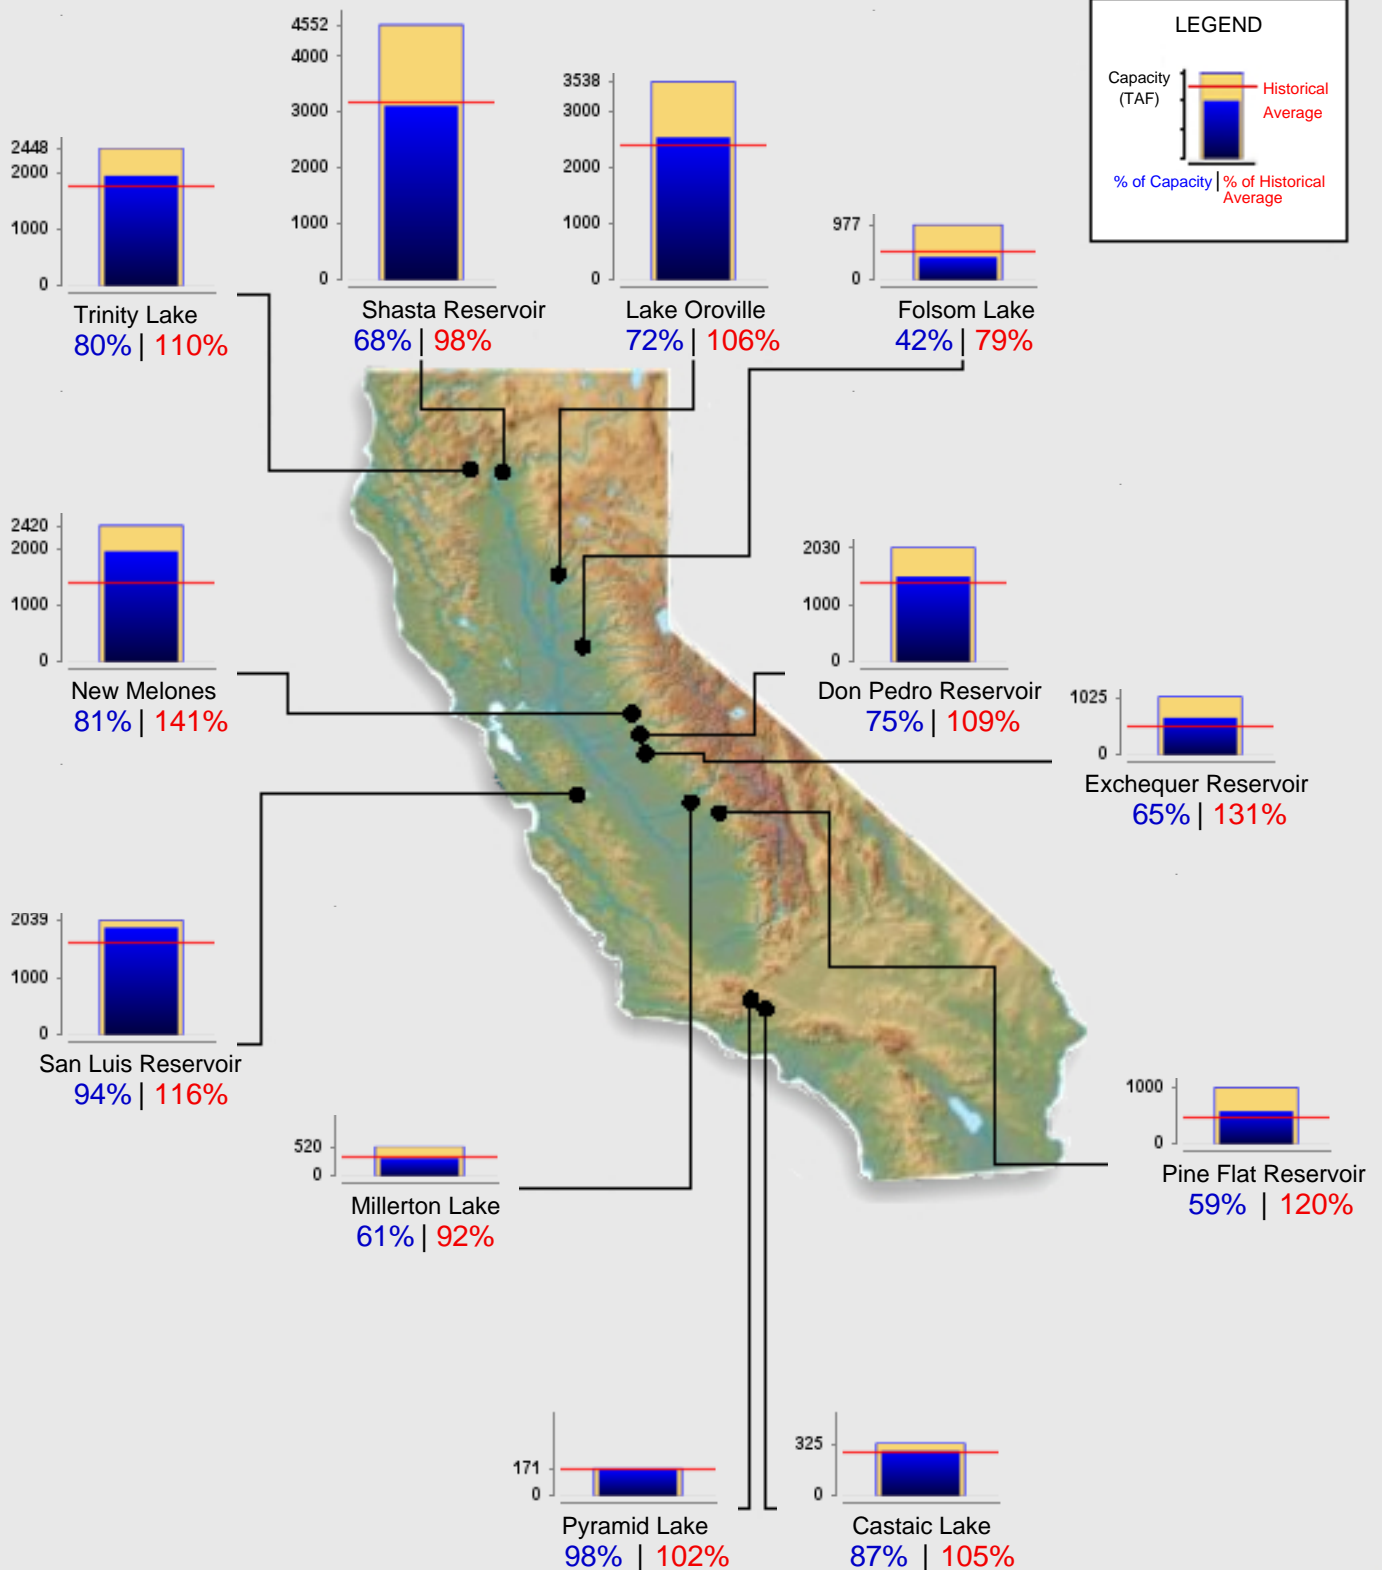 LEGEND
Capacity
(TAF)
Historical
Average
% of Capacity | % of Historical
Average
4552
4000
3000
2000
1000
0
Shasta Reservoir
68% | 98%
3538
3000
2000
1000
0
Lake Oroville
72% | 106%
2448
2000
1000
0
Trinity Lake
80% | 110%
977
0
Folsom Lake
42% | 79%
2420
2000
1000
0
New Melones
81% | 141%
2030
1000
0
Don Pedro Reservoir
75% | 109%
1025
0
Exchequer Reservoir
65% | 131%
2039
1000
0
San Luis Reservoir
94% | 116%
520
0
Millerton Lake
61% | 92%
1000
0
Pine Flat Reservoir
59% | 120%
171
0
Pyramid Lake
98% | 102%
325
0
Castaic Lake
87% | 105%